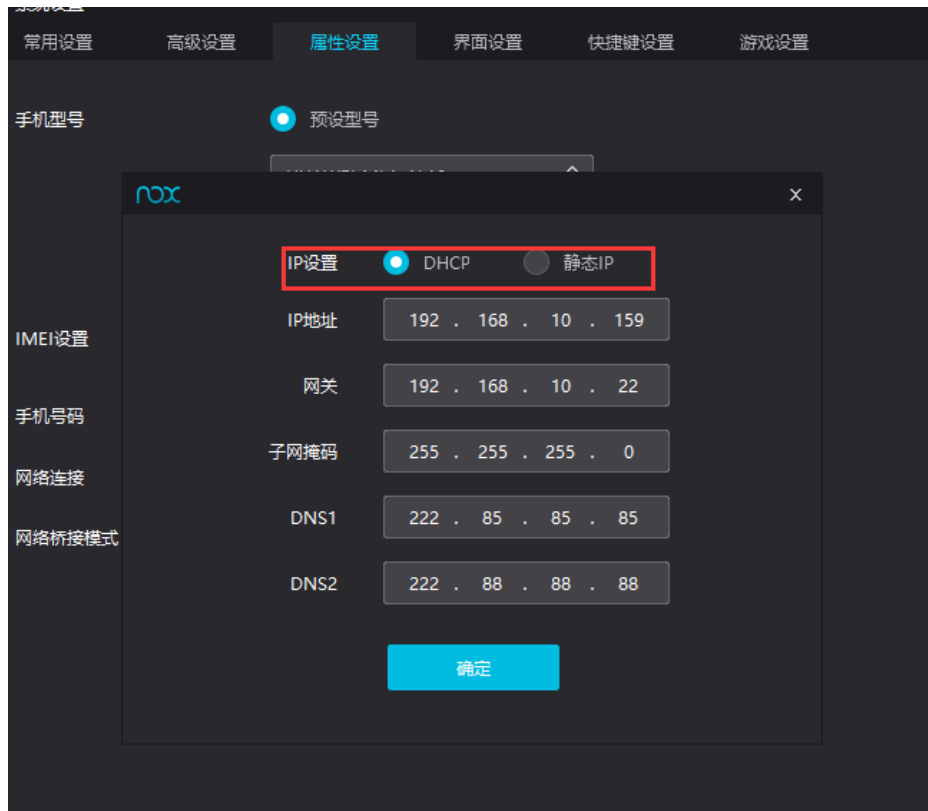 常用设置 高级设置 属性设置 界面设置 快捷键设置 游戏设置
手机型号 预设型号
nox x
IP设置 DHCP 静态IP
IP地址 192 . 168 . 10 . 159
IMEI设置
网关 192 . 168 . 10 . 22
手机号码
子网掩码 255 . 255 . 255 . 0
网络连接
DNS1 222 . 85 . 85 . 85
网络桥接模式
DNS2 222 . 88 . 88 . 88
确定